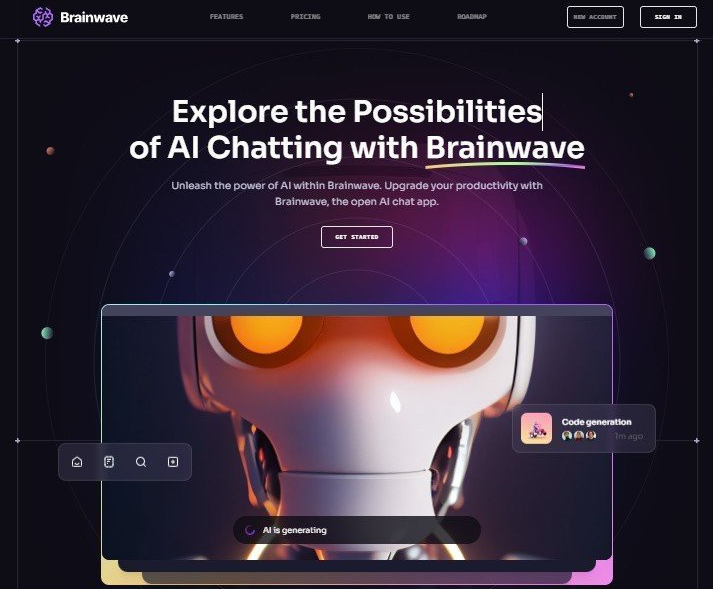 Brainwave
FEATURES
PRICING
HOW TO USE
ROADMAP
NEW ACCOUNT
SIGN IN
Explore the Possibilities
of AI Chatting with Brainwave
Unleash the power of AI within Brainwave. Upgrade your productivity with
Brainwave, the open AI chat app.
GET STARTED
Code generation
1m ago
AI is generating